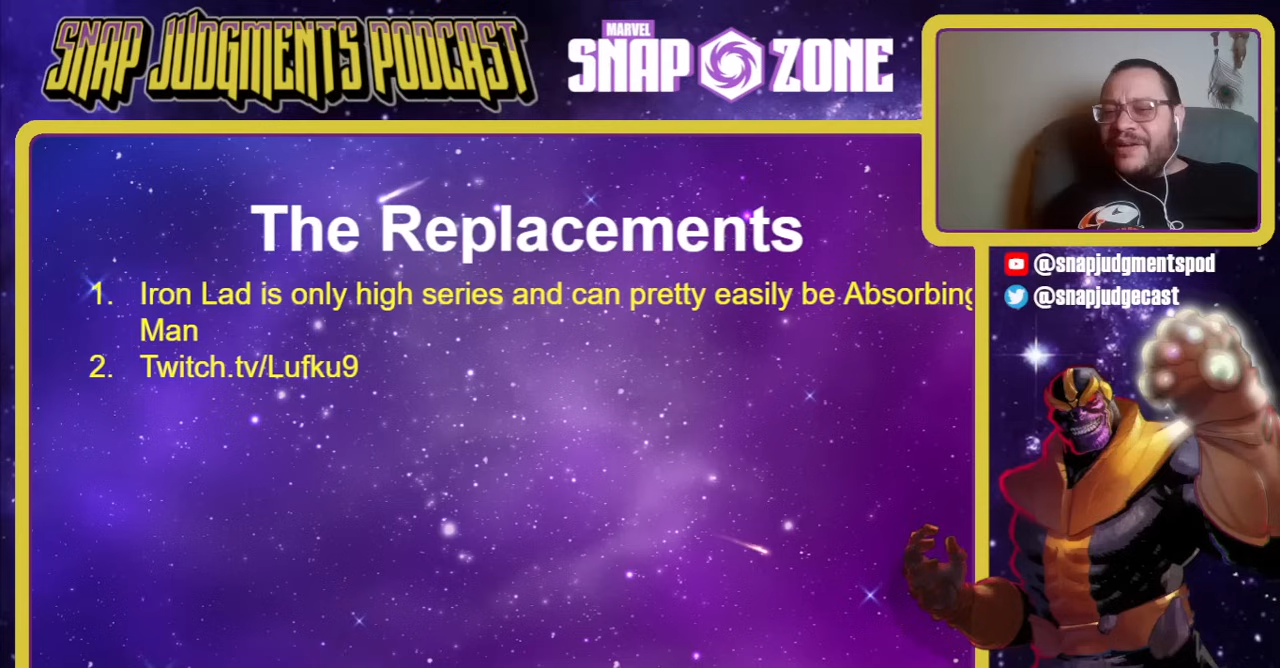 SNAP JUDGMENTS PODCAST
MARVEL
SNAP ZONE
The Replacements
1. Iron Lad is only high series and can pretty easily be Absorbing
Man
2. Twitch.tv/Lufku9
@snapjudgmentspod
@snapjudgecast